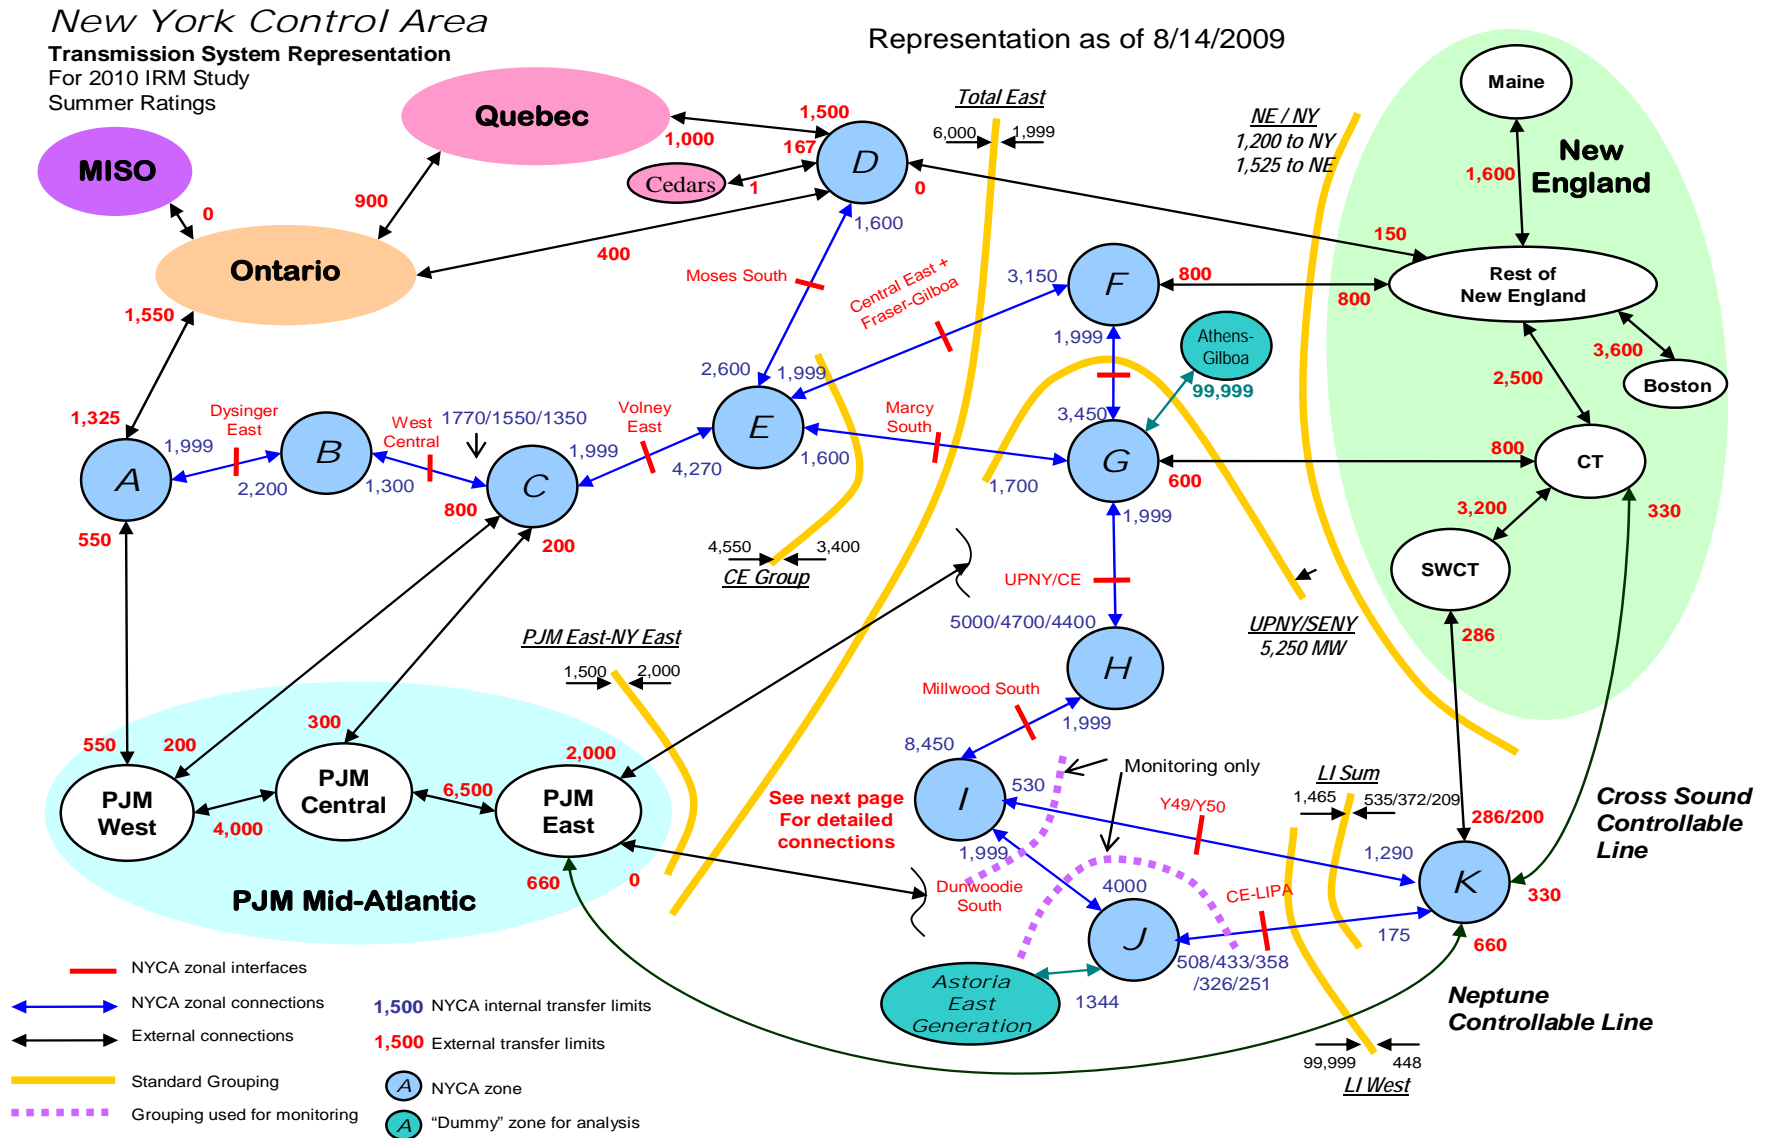 New York Control Area
Transmission System Representation
For 2010 IRM Study
Summer Ratings
Representation as of 8/14/2009
MISO
Quebec
Cedars
Ontario
0
900
1,000
1,500
167
1
400
1,550
D
0
1,600
Moses South
Total East
6,000
1,999
NE / NY
1,200 to NY
1,525 to NE
Maine
New
England
1,600
150
Rest of
New England
800
800
3,600
Boston
2,500
CT
800
3,200
330
SWCT
286
Central East +
Fraser-Gilboa
3,150
F
1,999
Athens-
Gilboa
99,999
3,450
G
600
1,700
1,999
Marcy
South
2,600
1,999
E
1,600
4,270
Volney
East
1,325
A
1,999
Dysinger
East
2,200
B
West
Central
1,300
1770/1550/1350
C
1,999
800
200
550
4,550
3,400
CE Group
UPNY/CE
5000/4700/4400
UPNY/SENY
5,250 MW
H
Millwood South
1,999
8,450
I
530
1,999
Monitoring only
Y49/Y50
LI Sum
1,465
535/372/209
286/200
1,290
K
330
175
660
Cross Sound
Controllable
Line
PJM East-NY East
1,500
2,000
550
200
300
2,000
PJM
West
4,000
PJM
Central
6,500
PJM
East
660
0
PJM Mid-Atlantic
See next page
For detailed
connections
Dunwoodie
South
4000
J
CE-LIPA
508/433/358
/326/251
Astoria
East
Generation
1344
Neptune
Controllable Line
99,999
448
LI West
NYCA zonal interfaces
NYCA zonal connections
External connections
Standard Grouping
Grouping used for monitoring
1,500 NYCA internal transfer limits
1,500 External transfer limits
A NYCA zone
A “Dummy” zone for analysis